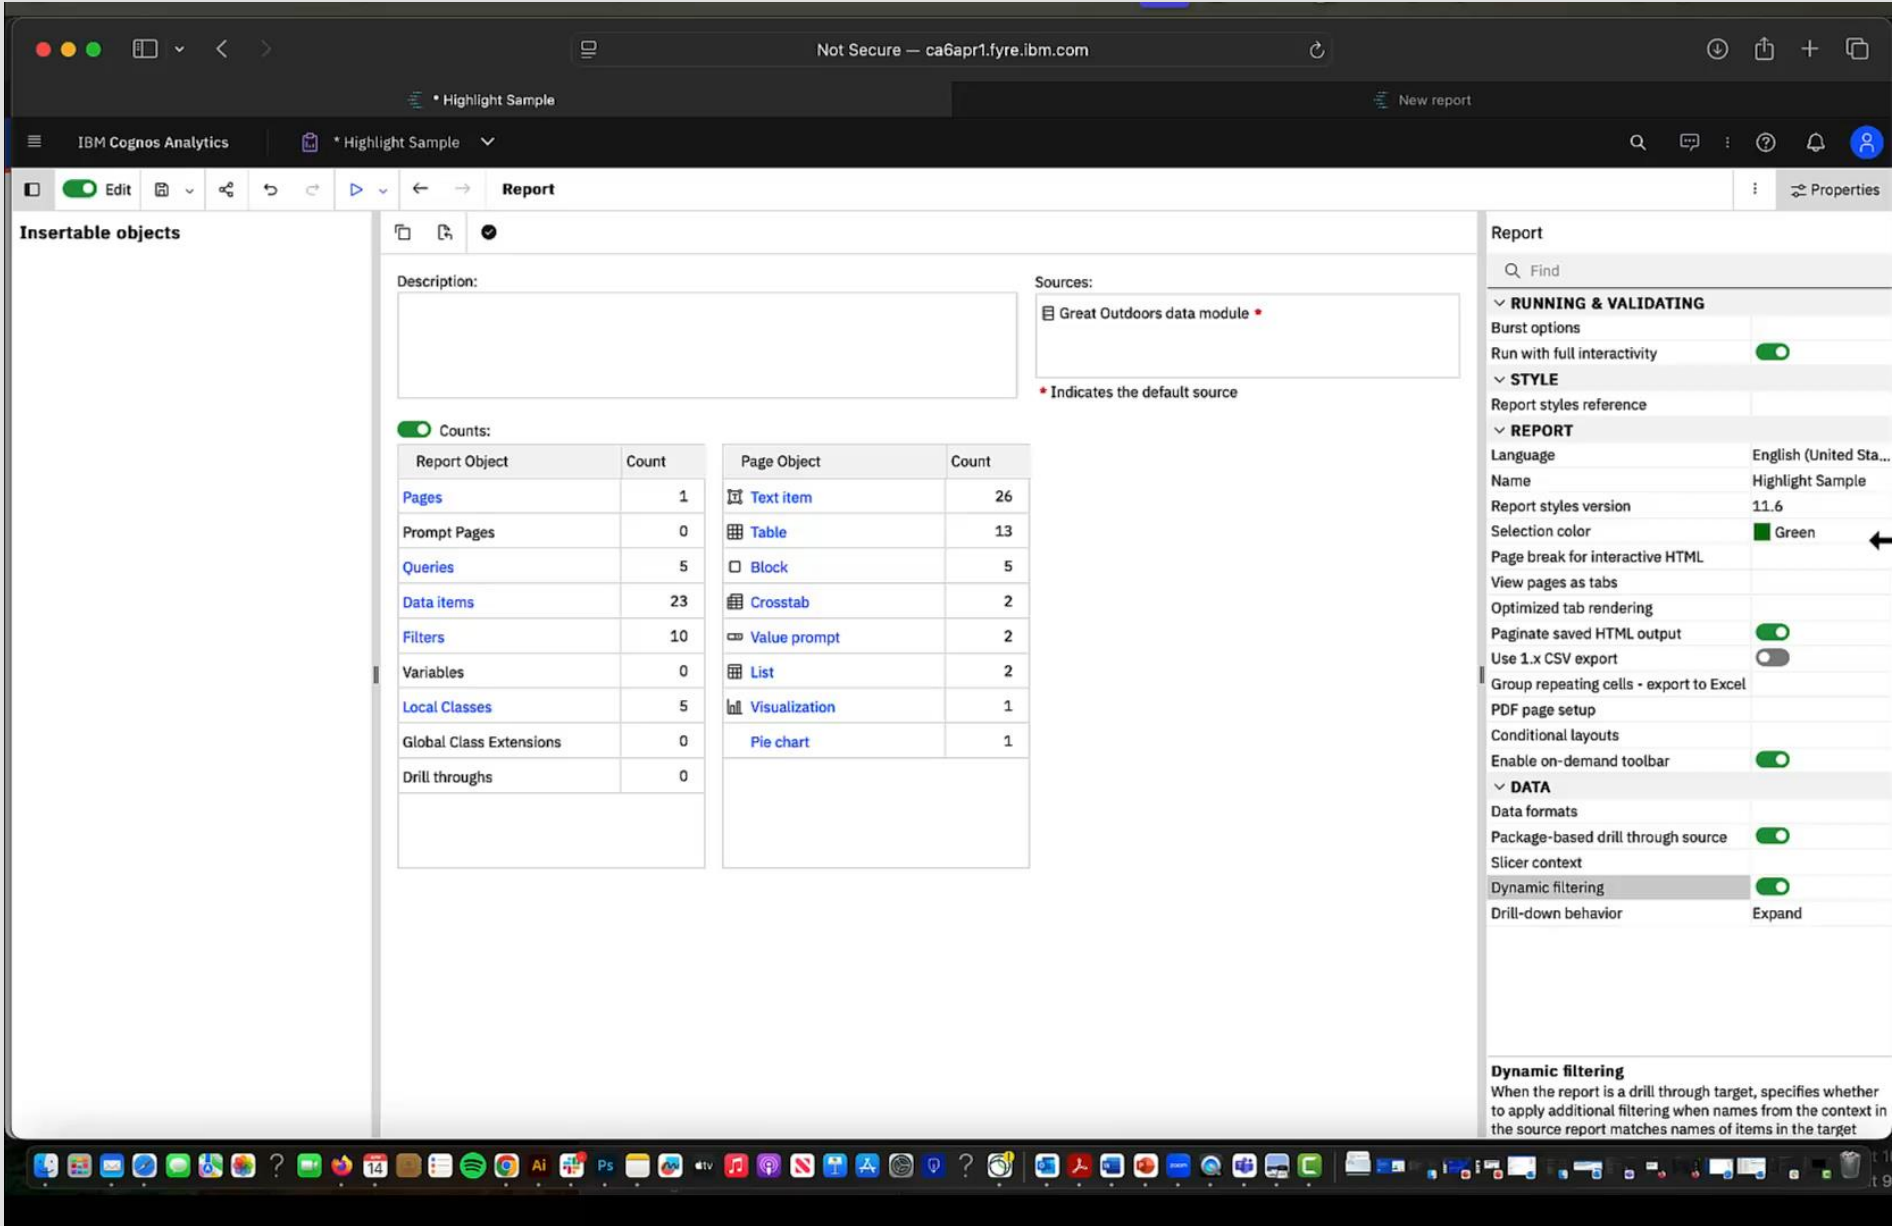 Not Secure — ca6apr1.fyre.ibm.com
* Highlight Sample
New report
IBM Cognos Analytics
* Highlight Sample
Edit
Report
Properties
Insertable objects
Description:
Sources:
Great Outdoors data module *
* Indicates the default source
Counts:
Report Object Count
Pages 1
Prompt Pages 0
Queries 5
Data items 23
Filters 10
Variables 0
Local Classes 5
Global Class Extensions 0
Drill throughs 0
Page Object Count
Text item 26
Table 13
Block 5
Crosstab 2
Value prompt 2
List 2
Visualization 1
Pie chart 1
Report
Find
RUNNING & VALIDATING
Burst options
Run with full interactivity
STYLE
Report styles reference
REPORT
Language English (United Sta...
Name Highlight Sample
Report styles version 11.6
Selection color Green
Page break for interactive HTML
View pages as tabs
Optimized tab rendering
Paginate saved HTML output
Use 1.x CSV export
Group repeating cells - export to Excel
PDF page setup
Conditional layouts
Enable on-demand toolbar
DATA
Data formats
Package-based drill through source
Slicer context
Dynamic filtering
Drill-down behavior Expand
Dynamic filtering
When the report is a drill through target, specifies whether
to apply additional filtering when names from the context in
the source report matches names of items in the target
14
Ai
Ps
tv
zoom